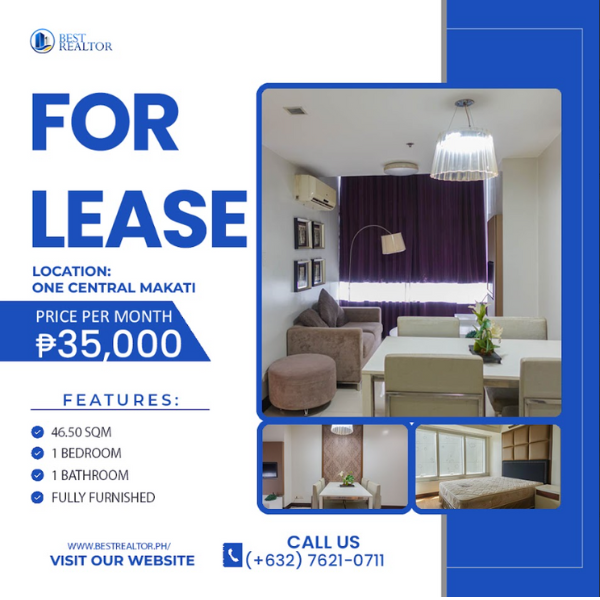 BEST
REALTOR
FOR
LEASE
LOCATION:
ONE CENTRAL MAKATI
PRICE PER MONTH
₱35,000
FEATURES:
46.50 SQM
1 BEDROOM
1 BATHROOM
FULLY FURNISHED
WWW.BESTREALTOR.PH/
VISIT OUR WEBSITE
CALL US
(+632) 7621-0711